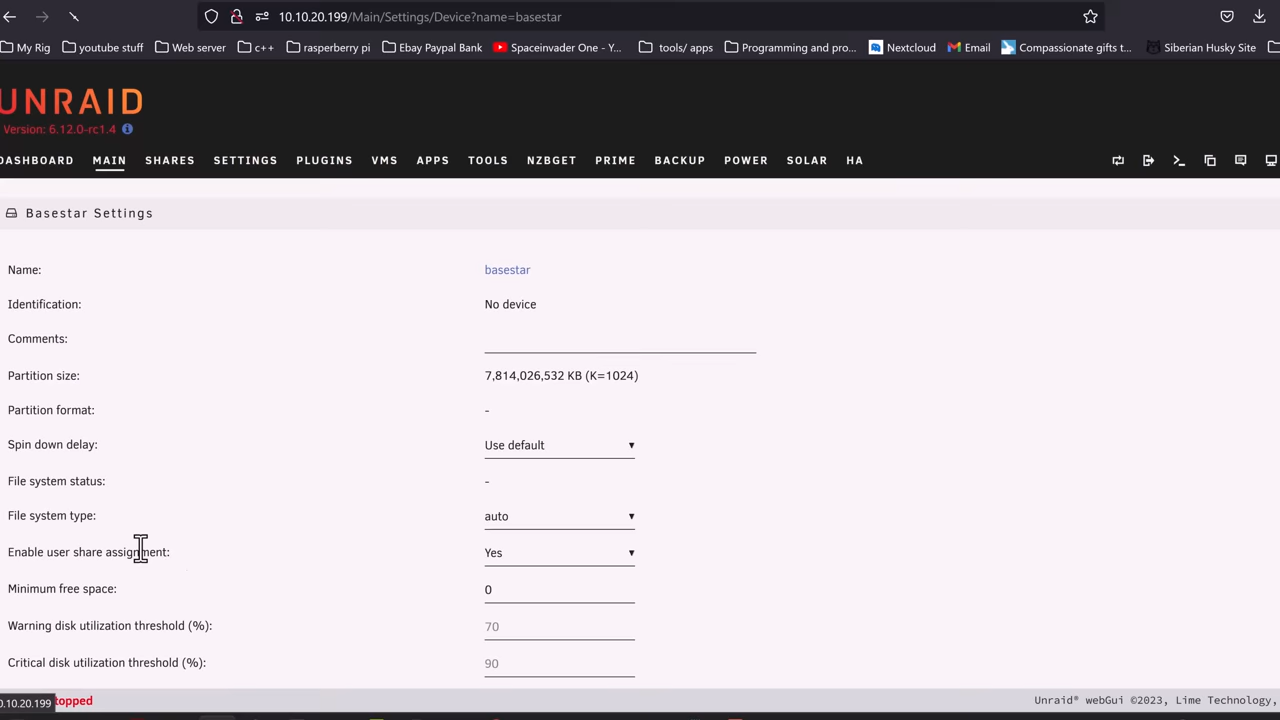 10.10.20.199/Main/Settings/Device?name=basestar
My Rig youtube stuff Web server c++ rasperberry pi Ebay Paypal Bank Spaceinvader One - Y... tools/ apps Programming and pro... Nextcloud Email Compassionate gifts t... Siberian Husky Site
UNRAID
Version: 6.12.0-rc1.4
DASHBOARD MAIN SHARES SETTINGS PLUGINS VMS APPS TOOLS NZBGET PRIME BACKUP POWER SOLAR HA
Basestar Settings
Name: basestar
Identification: No device
Comments:
Partition size: 7,814,026,532 KB (K=1024)
Partition format: -
Spin down delay: Use default
File system status: -
File system type: auto
Enable user share assignment: Yes
Minimum free space: 0
Warning disk utilization threshold (%): 70
Critical disk utilization threshold (%): 90
0.10.20.199 topped Unraid® webGui ©2023, Lime Technology,